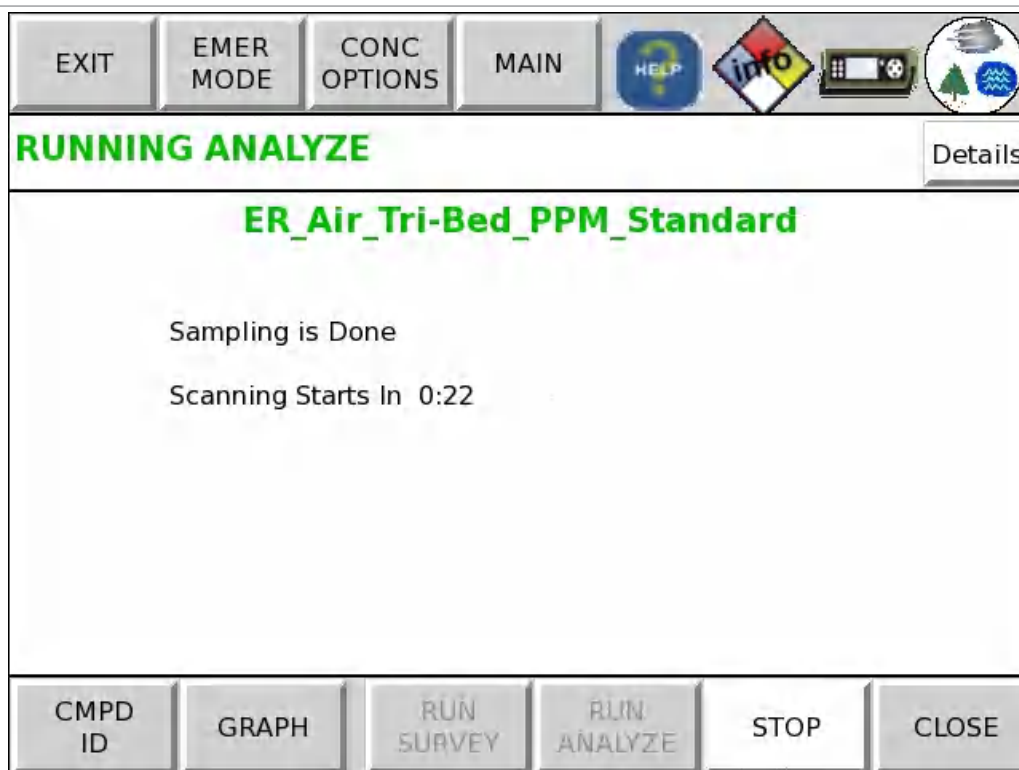 EXIT
EMER
MODE
CONC
OPTIONS
MAIN
HELP
info
RUNNING ANALYZE
Details
ER_Air_Tri-Bed_PPM_Standard
Sampling is Done
Scanning Starts In 0:22
CMPD
ID
GRAPH
RUN
SURVEY
RUN
ANALYZE
STOP
CLOSE